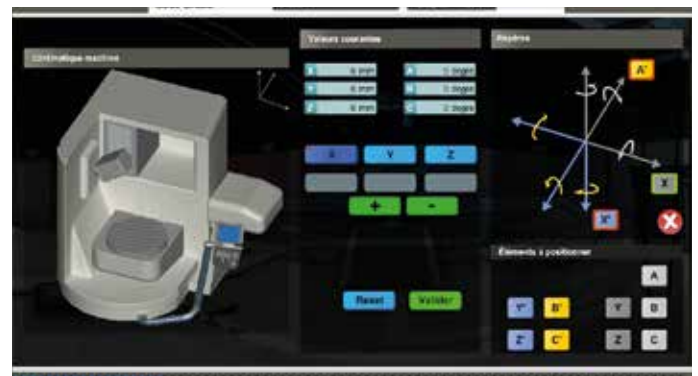 Cinématique machine
Valeurs courantes
Repères
X 0 mm A 0 degré
Y 0 mm B 0 degré
Z 0 mm C 0 degré
X Y Z
+ -
Reset Valider
A'
X
X'
Éléments à positionner
A
Y' B' Y B
Z' C' Z C